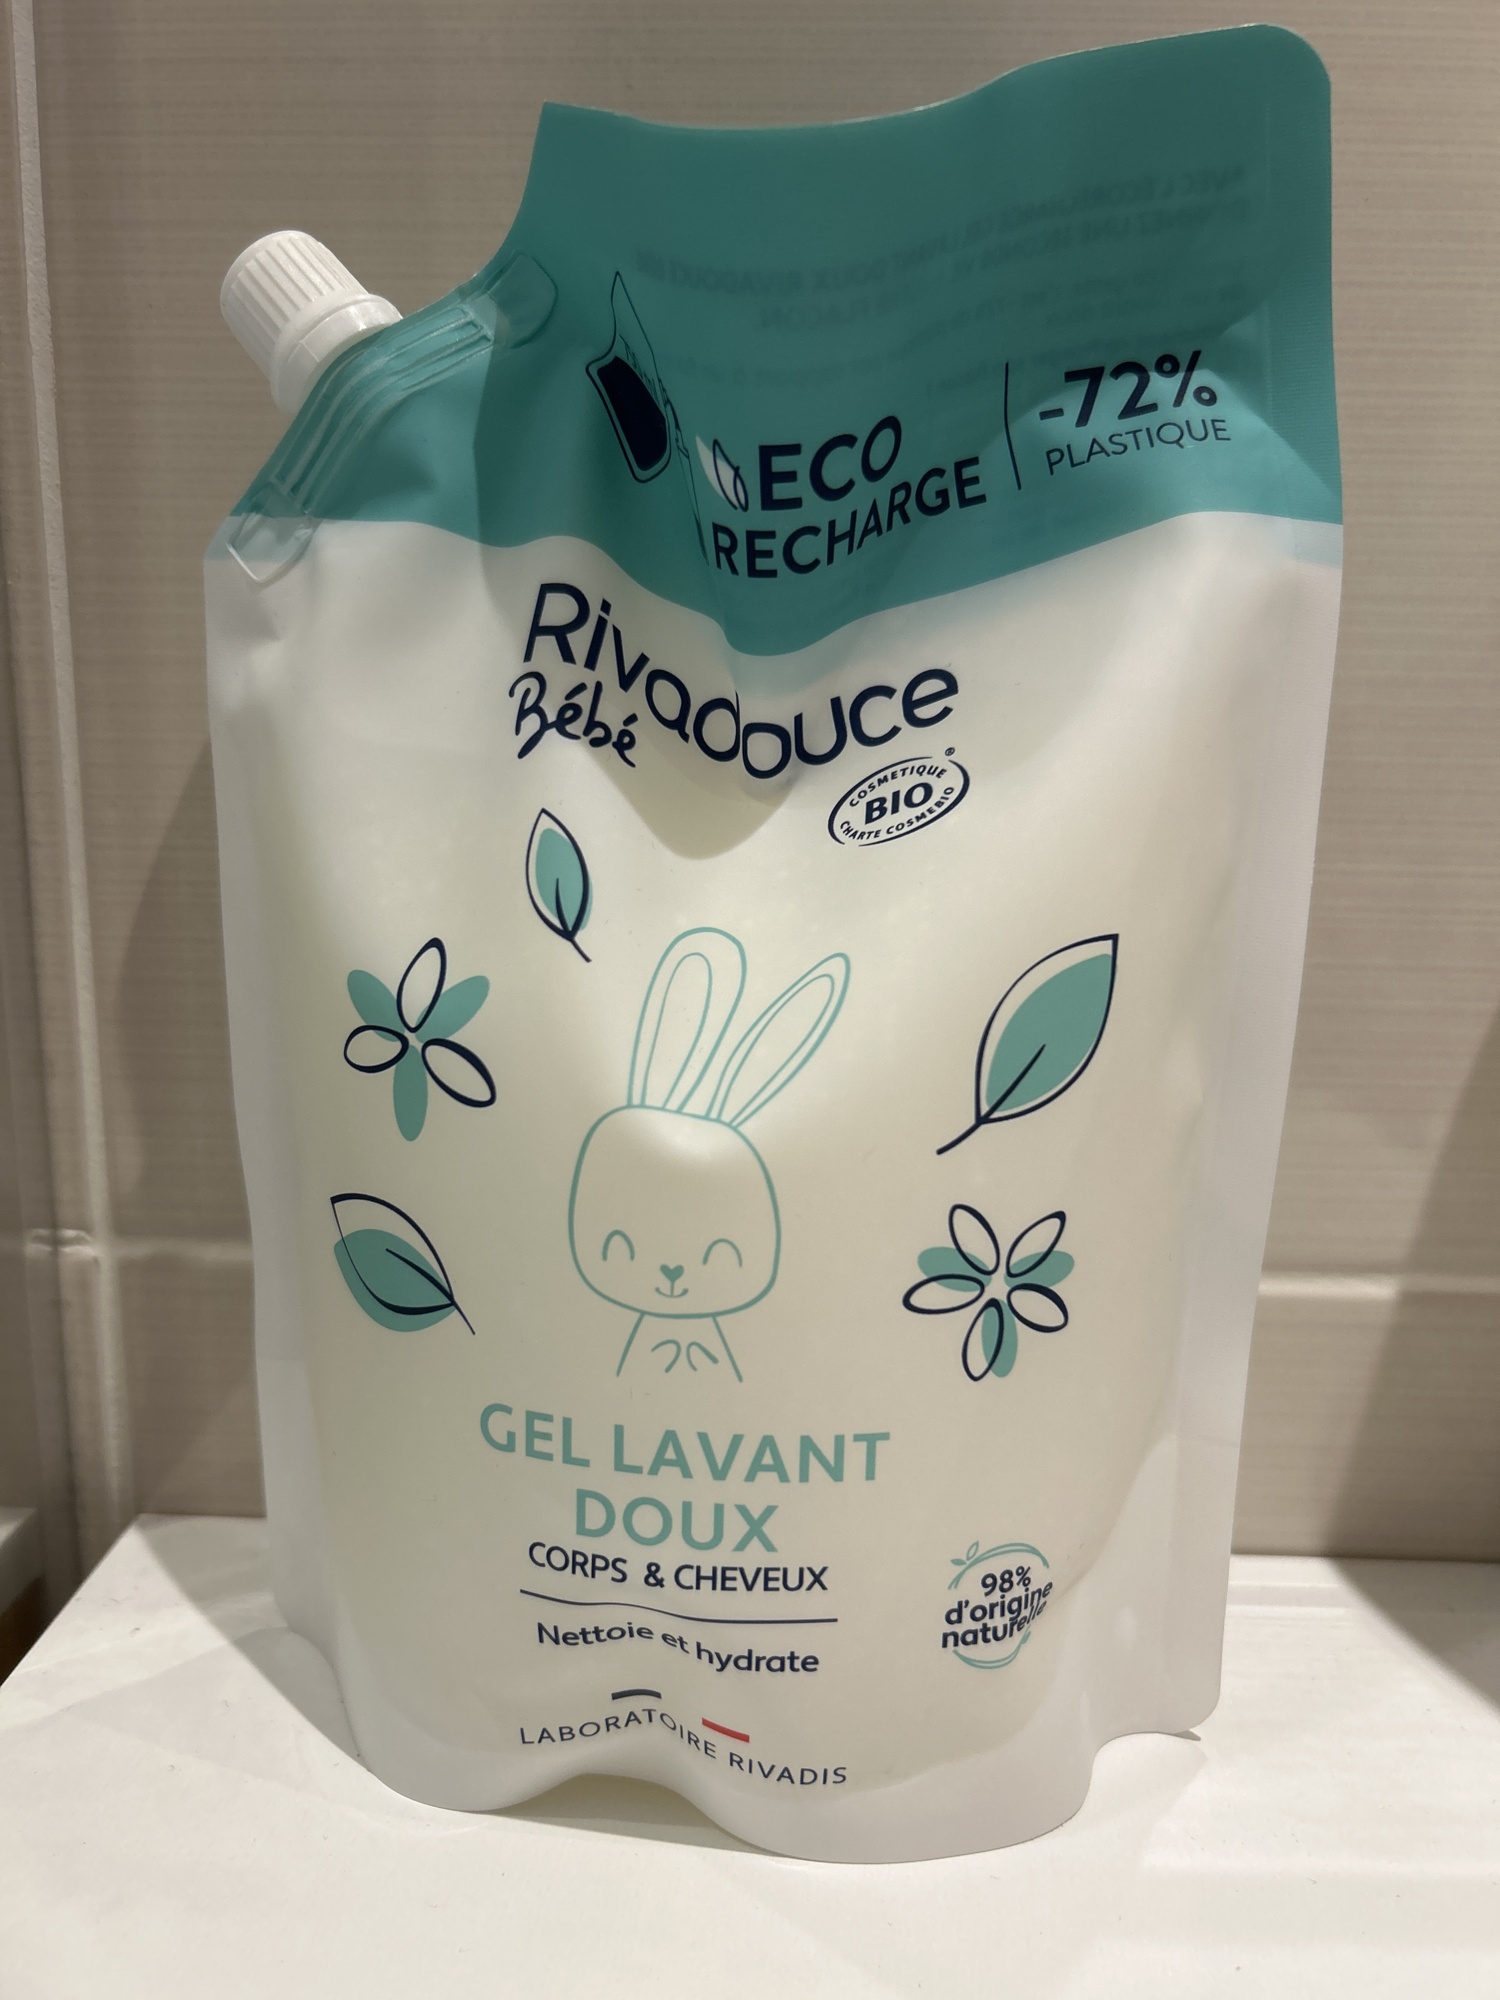 ECO
RECHARGE
-72%
PLASTIQUE
Rivadouce
Bébé
COSMETIQUE
BIO
CHARTE COSMEBIO
®
GEL LAVANT
DOUX
CORPS & CHEVEUX
Nettoie et hydrate
98%
d'origine
naturelle
LABORATOIRE RIVADIS